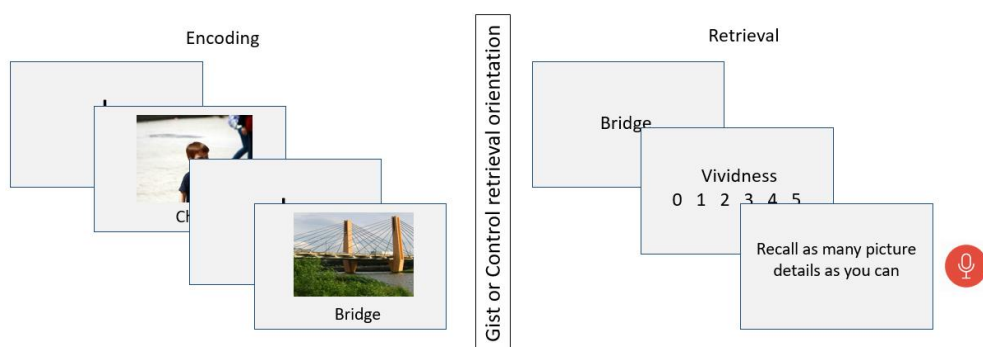 Encoding
Bridge
Gist or Control retrieval orientation
Retrieval
Bridge
Vividness
0 1 2 3 4 5
Recall as many picture
details as you can